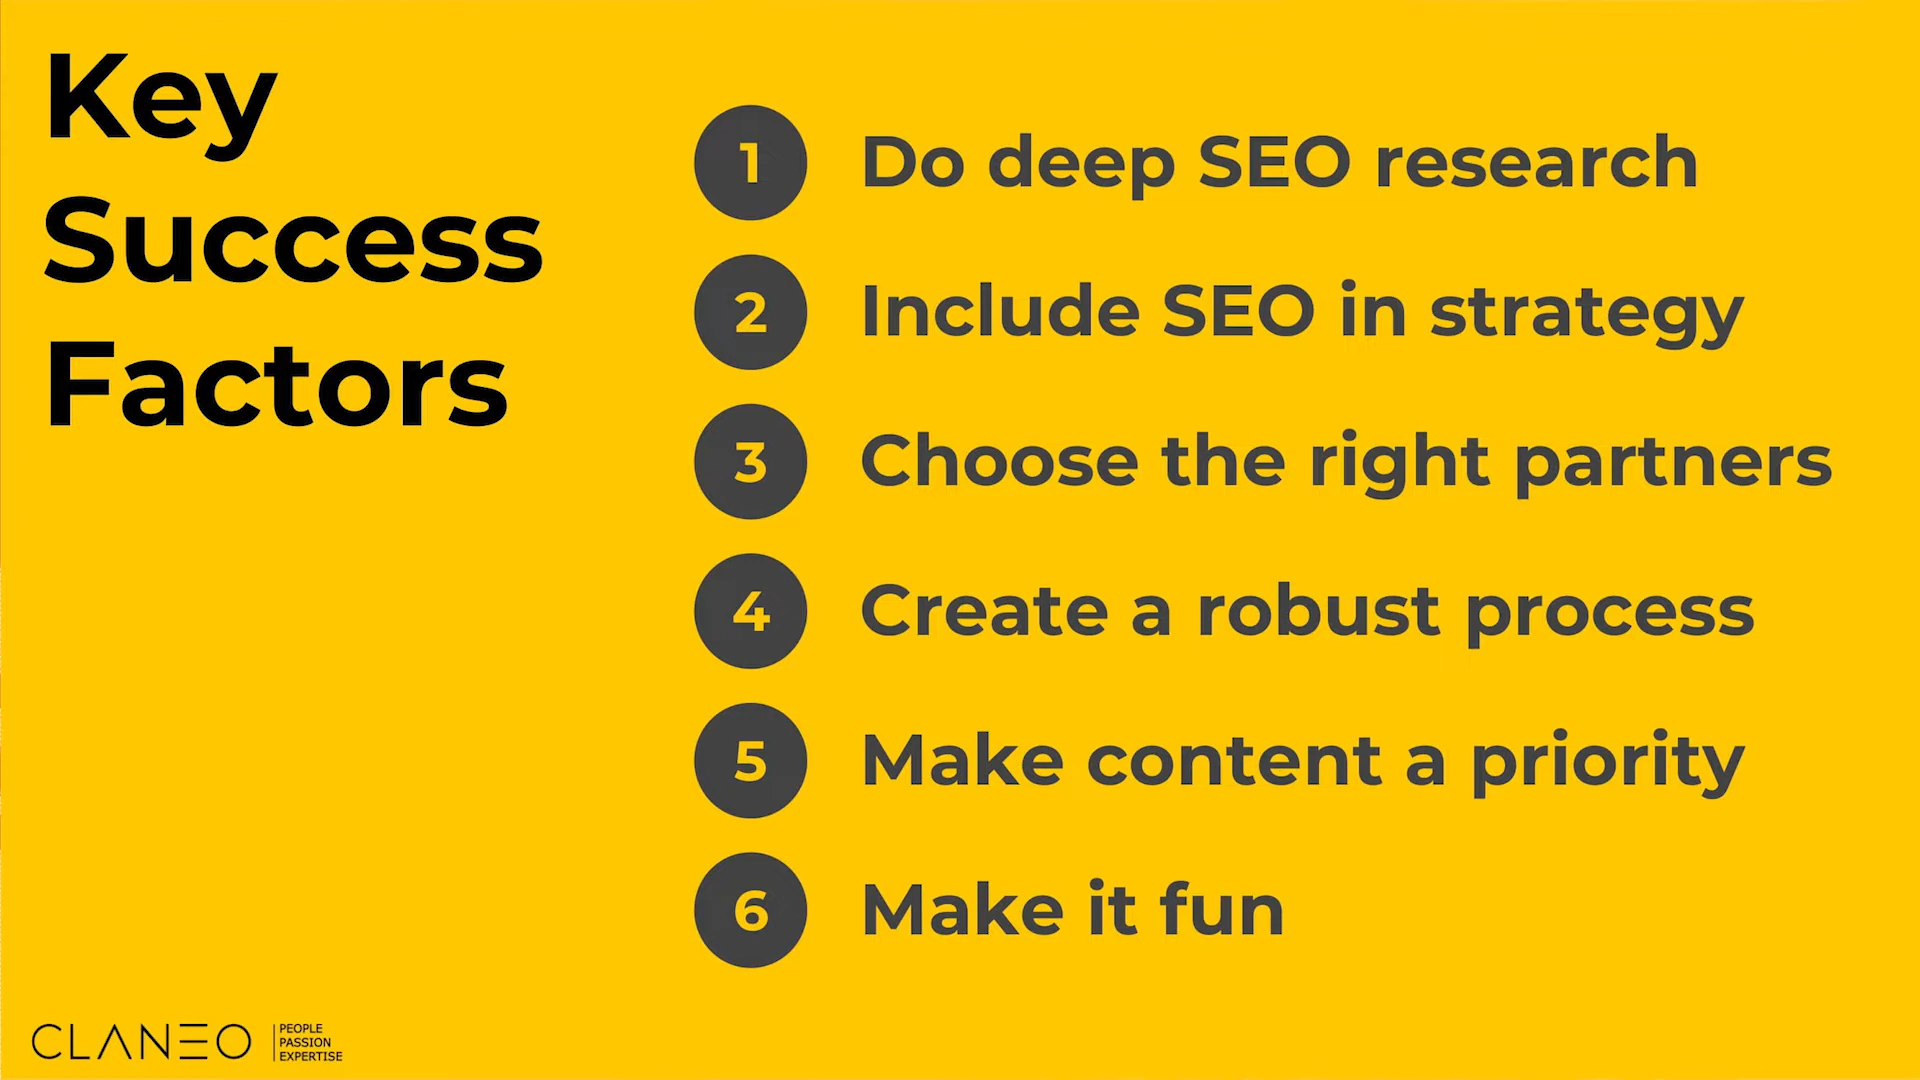 Key
Success
Factors
1 Do deep SEO research
2 Include SEO in strategy
3 Choose the right partners
4 Create a robust process
5 Make content a priority
6 Make it fun
CLANEO
PEOPLE
PASSION
EXPERTISE